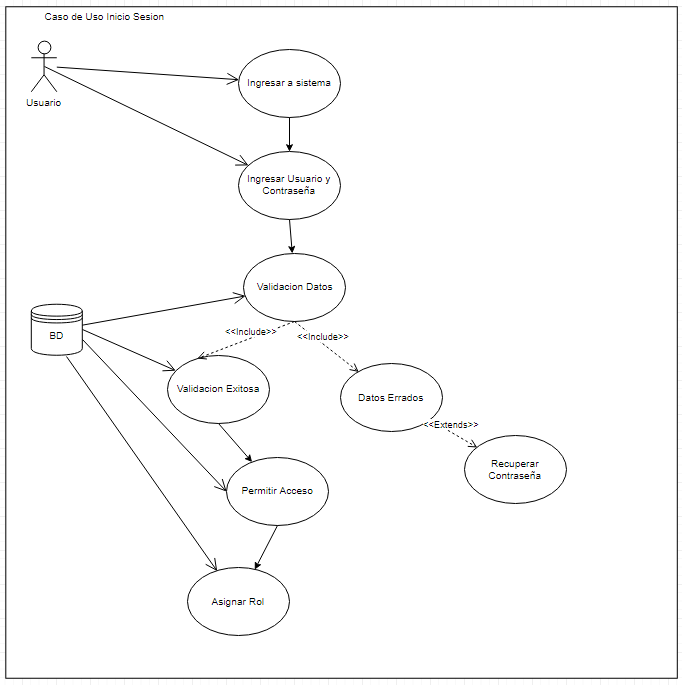 Caso de Uso Inicio Sesion
Usuario
Ingresar a sistema
Ingresar Usuario y
Contraseña
Validacion Datos
BD
<<Include>>
<<Include>>
Validacion Exitosa
Datos Errados
<<Extends>>
Recuperar
Contraseña
Permitir Acceso
Asignar Rol